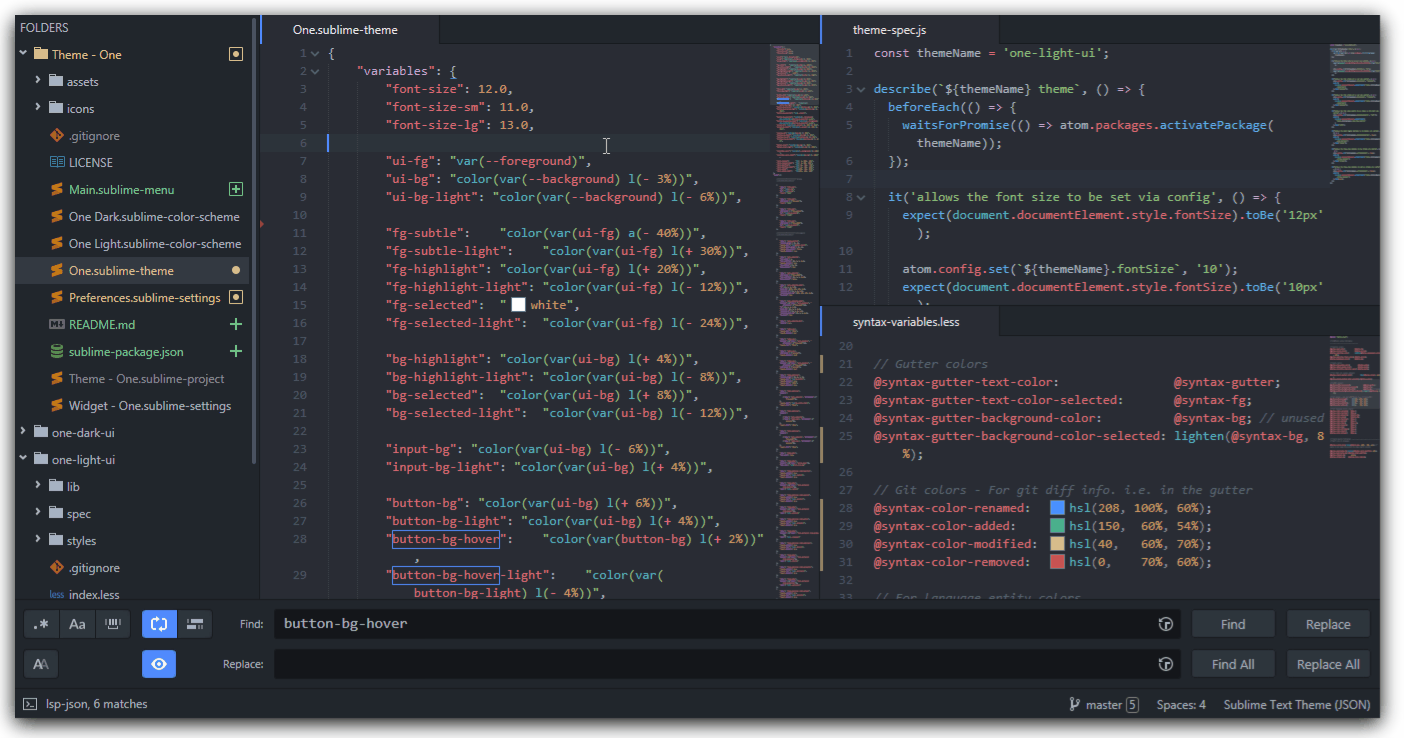 FOLDERS
Theme - One
assets
icons
.gitignore
LICENSE
Main.sublime-menu
One Dark.sublime-color-scheme
One Light.sublime-color-scheme
One.sublime-theme
Preferences.sublime-settings
README.md
sublime-package.json
Theme - One.sublime-project
Widget - One.sublime-settings
one-dark-ui
one-light-ui
lib
spec
styles
.gitignore
less index.less
One.sublime-theme
1 {
2 "variables": {
3 "font-size": 12.0,
4 "font-size-sm": 11.0,
5 "font-size-lg": 13.0,
6
7 "ui-fg": "var(--foreground)",
8 "ui-bg": "color(var(--background) l(- 3%))",
9 "ui-bg-light": "color(var(--background) l(- 6%))",
10
11 "fg-subtle": "color(var(ui-fg) a(- 40%))",
12 "fg-subtle-light": "color(var(ui-fg) l(+ 30%))",
13 "fg-highlight": "color(var(ui-fg) l(+ 20%))",
14 "fg-highlight-light": "color(var(ui-fg) l(- 12%))",
15 "fg-selected": " white",
16 "fg-selected-light": "color(var(ui-fg) l(- 24%))",
17
18 "bg-highlight": "color(var(ui-bg) l(+ 4%))",
19 "bg-highlight-light": "color(var(ui-bg) l(- 8%))",
20 "bg-selected": "color(var(ui-bg) l(+ 8%))",
21 "bg-selected-light": "color(var(ui-bg) l(- 12%))",
22
23 "input-bg": "color(var(ui-bg) l(- 6%))",
24 "input-bg-light": "color(var(ui-bg) l(+ 4%))",
25
26 "button-bg": "color(var(ui-bg) l(+ 6%))",
27 "button-bg-light": "color(var(ui-bg) l(+ 4%))",
28 "button-bg-hover": "color(var(button-bg) l(+ 2%))"
,
29 "button-bg-hover-light": "color(var(
button-bg-light) l(- 4%))",
theme-spec.js
1 const themeName = 'one-light-ui';
2
3 describe(`${themeName} theme`, () => {
4 beforeEach(() => {
5 waitsForPromise(() => atom.packages.activatePackage(
themeName));
6 });
7
8 it('allows the font size to be set via config', () => {
9 expect(document.documentElement.style.fontSize).toBe('12px'
);
10
11 atom.config.set(`${themeName}.fontSize`, '10');
12 expect(document.documentElement.style.fontSize).toBe('10px'
);
syntax-variables.less
20
21 // Gutter colors
22 @syntax-gutter-text-color: @syntax-gutter;
23 @syntax-gutter-text-color-selected: @syntax-fg;
24 @syntax-gutter-background-color: @syntax-bg; // unused
25 @syntax-gutter-background-color-selected: lighten(@syntax-bg, 8
%);
26
27 // Git colors - For git diff info. i.e. in the gutter
28 @syntax-color-renamed: hsl(208, 100%, 60%);
29 @syntax-color-added: hsl(150, 60%, 54%);
30 @syntax-color-modified: hsl(40, 60%, 70%);
31 @syntax-color-removed: hsl(0, 70%, 60%);
32
33 // For language entity colors
.* Aa Find: button-bg-hover Find Replace
AA Replace: Find All Replace All
lsp-json, 6 matches master 5 Spaces: 4 Sublime Text Theme (JSON)